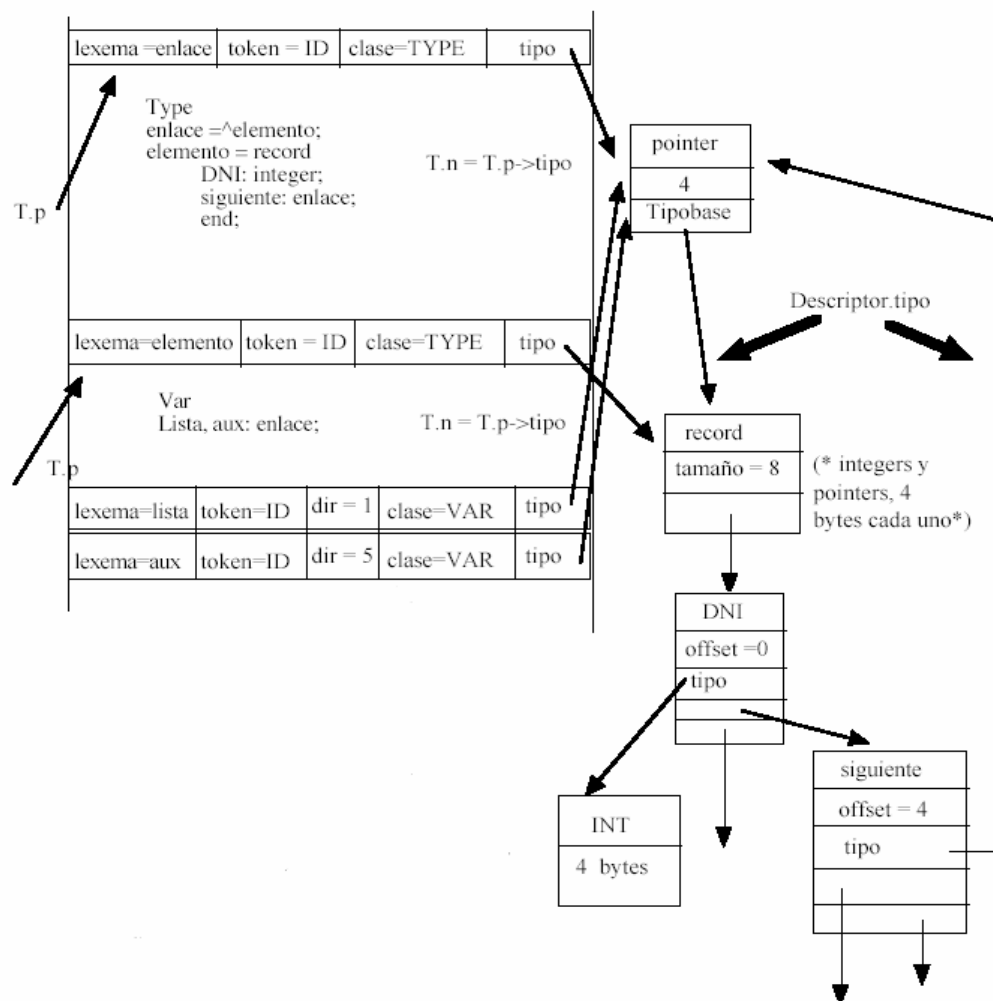 lexema =enlace token = ID clase=TYPE tipo
Type
enlace =^elemento;
elemento = record
DNI: integer;
siguiente: enlace;
end;
T.n = T.p->tipo
T.p
pointer
4
Tipobase
Descriptor.tipo
lexema=elemento token = ID clase=TYPE tipo
Var
Lista, aux: enlace;
T.n = T.p->tipo
T.p
record
tamaño = 8
(* integers y
pointers, 4
bytes cada uno*)
lexema=lista token=ID dir = 1 clase=VAR tipo
lexema=aux token=ID dir = 5 clase=VAR tipo
DNI
offset =0
tipo
siguiente
offset = 4
tipo
INT
4 bytes